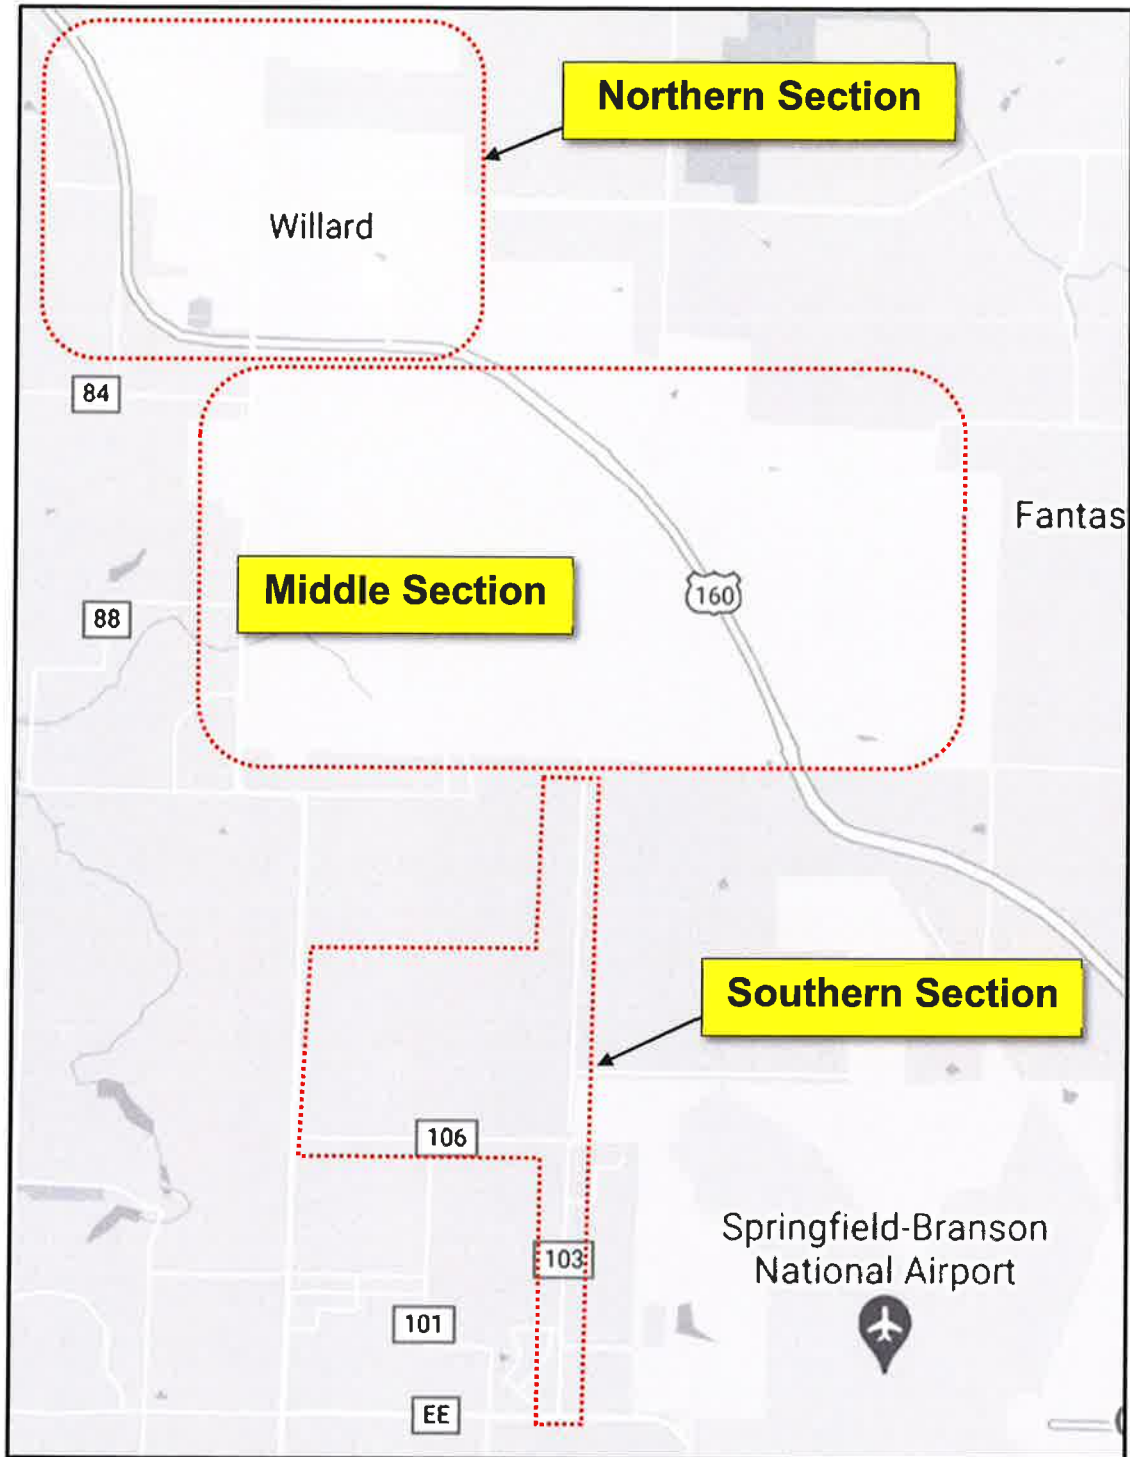 Northern Section
Willard
84
Fantas
Middle Section
160
88
Southern Section
106
Springfield-Branson
National Airport
103
101
EE